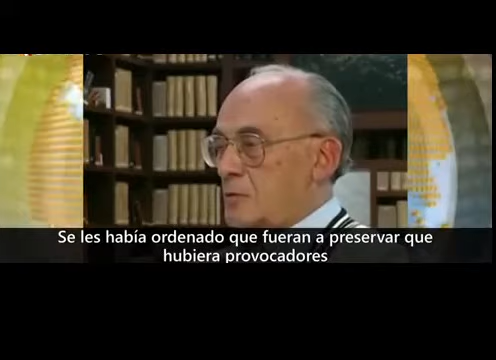 Se les había ordenado que fueran a preservar que
hubiera provocadores